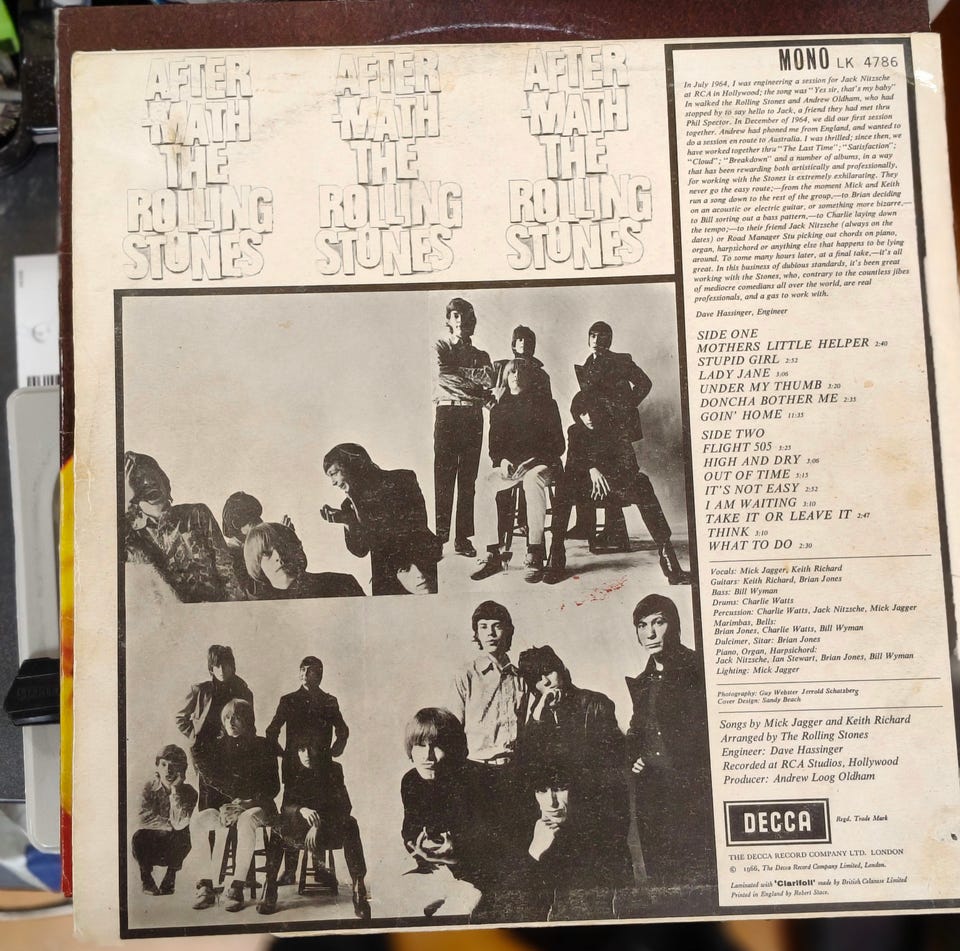 AFTER
-MATH
THE
ROLLING
STONES
AFTER
-MATH
THE
ROLLING
STONES
AFTER
-MATH
THE
ROLLING
STONES
MONO LK 4786
In July 1964, I was engineering a session for Jack Nitzsche
at RCA in Hollywood; the song was "Yes sir, that's my baby"
In walked the Rolling Stones and Andrew Oldham, who had
stopped by to say hello to Jack, a friend they had met thru
Phil Spector. In December of 1964, we did our first session
together. Andrew had phoned me from England, and wanted to
do a session en route to Australia. I was thrilled; since then, we
have worked together thru "The Last Time"; "Satisfaction";
"Cloud"; "Breakdown" and a number of albums, in a way
that has been rewarding both artistically and professionally,
for working with the Stones is extremely exhilarating. They
never go the easy route;—from the moment Mick and Keith
run a song down to the rest of the group,—to Brian deciding
on an acoustic or electric guitar, or something more bizarre,—
to Bill sorting out a bass pattern,—to Charlie laying down
the tempo;—to their friend Jack Nitzsche (always on the
dates) or Road Manager Stu picking out chords on piano,
organ, harpsichord or anything else that happens to be lying
around. To some many hours later, at a final take,—it's all
great. In this business of dubious standards, it's been great
working with the Stones, who, contrary to the countless jibes
of mediocre comedians all over the world, are real
professionals, and a gas to work with.
Dave Hassinger, Engineer
SIDE ONE
MOTHERS LITTLE HELPER 2:40
STUPID GIRL 2:52
LADY JANE 3:06
UNDER MY THUMB 3:20
DONCHA BOTHER ME 2:35
GOIN' HOME 11:35
SIDE TWO
FLIGHT 505 3:25
HIGH AND DRY 3:06
OUT OF TIME 5:15
IT'S NOT EASY 2:52
I AM WAITING 3:10
TAKE IT OR LEAVE IT 2:47
THINK 3:10
WHAT TO DO 2:30
Vocals: Mick Jagger, Keith Richard
Guitars: Keith Richard, Brian Jones
Bass: Bill Wyman
Drums: Charlie Watts
Percussion: Charlie Watts, Jack Nitzsche, Mick Jagger
Marimbas, Bells:
Brian Jones, Charlie Watts, Bill Wyman
Dulcimer, Sitar: Brian Jones
Piano, Organ, Harpsichord:
Jack Nitzsche, Ian Stewart, Brian Jones, Bill Wyman
Lighting: Mick Jagger
Photography: Guy Webster Jerrold Schatzberg
Cover Design: Sandy Beach
Songs by Mick Jagger and Keith Richard
Arranged by The Rolling Stones
Engineer: Dave Hassinger
Recorded at RCA Studios, Hollywood
Producer: Andrew Loog Oldham
DECCA Regd. Trade Mark
THE DECCA RECORD COMPANY LTD. LONDON
© 1966, The Decca Record Company Limited, London.
Laminated with 'Clarifoil' made by British Celanese Limited
Printed in England by Robert Stace.